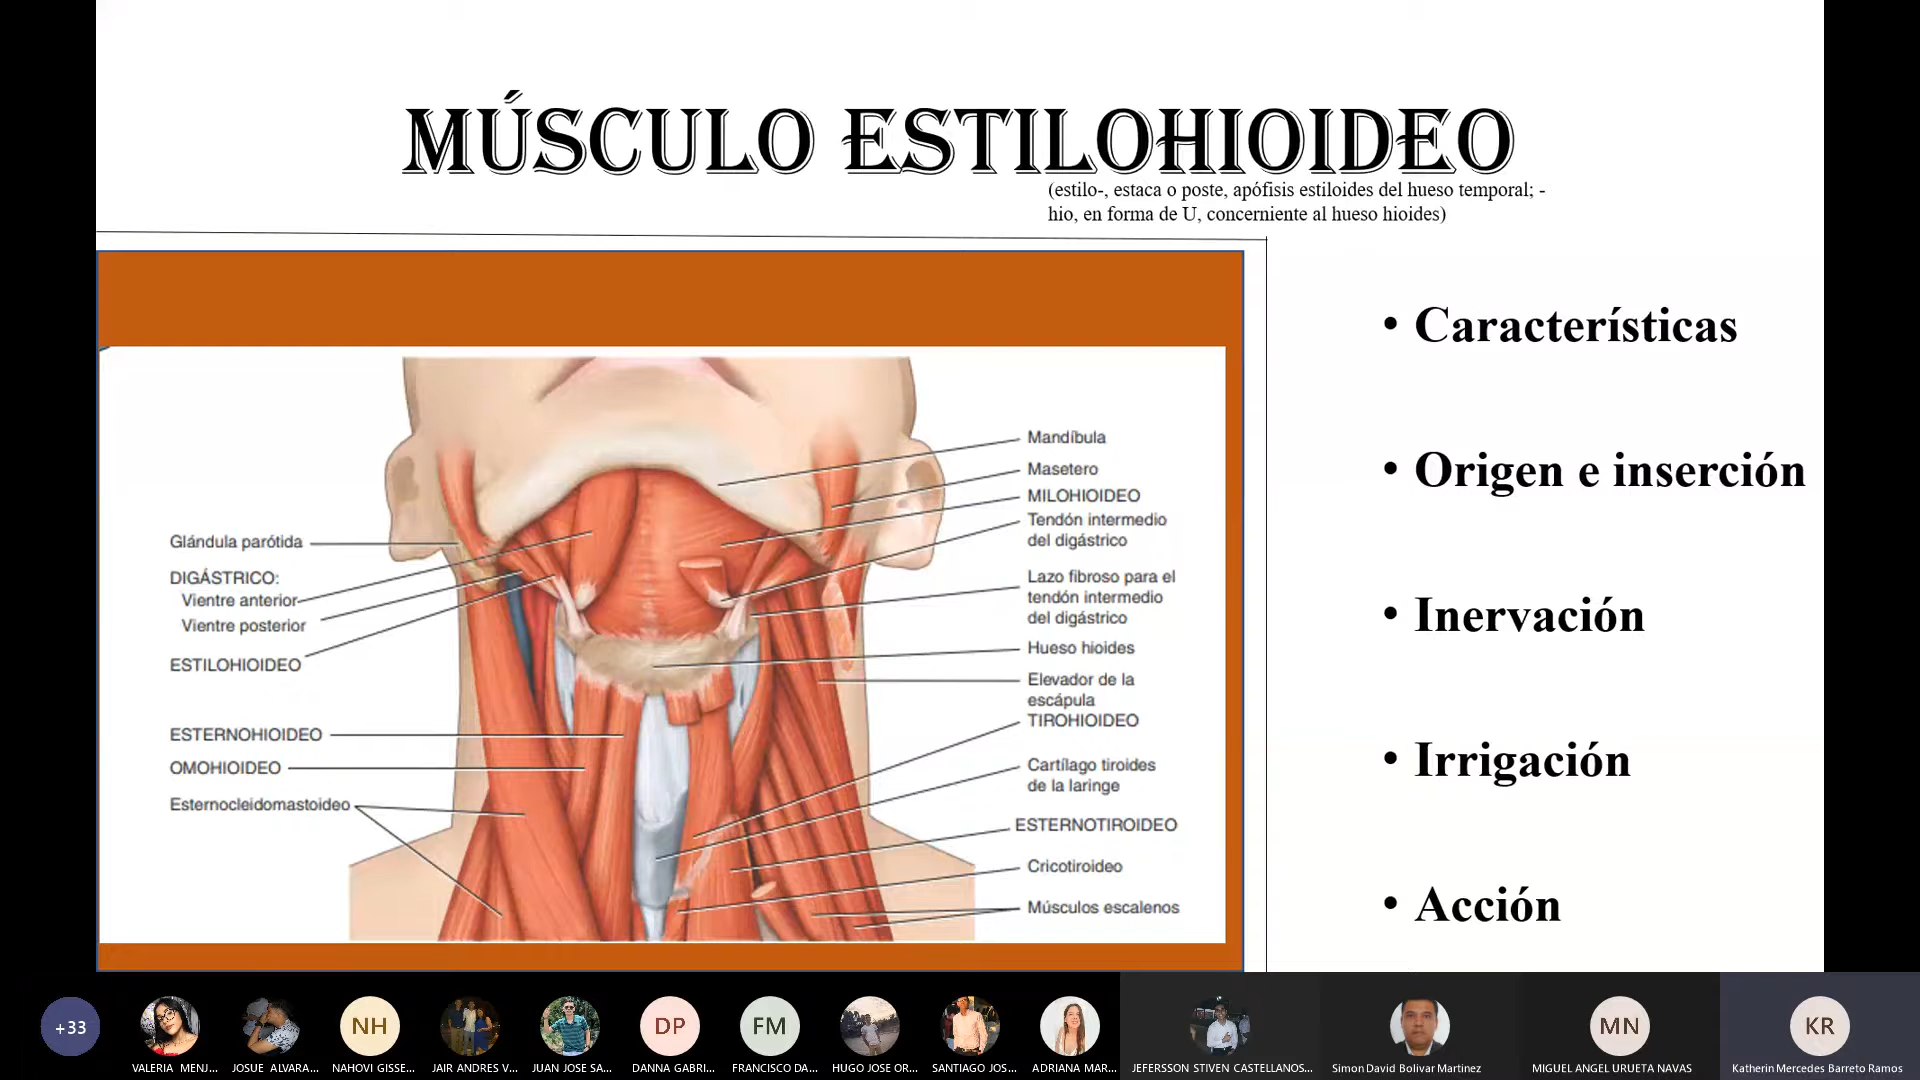 MÚSCULO ESTILOHIOIDEO
(estilo-, estaca o poste, apófisis estiloides del hueso temporal; -
hio, en forma de U, concerniente al hueso hioides)
Glándula parótida
DIGÁSTRICO:
Vientre anterior
Vientre posterior
ESTILOHIOIDEO
ESTERNOHIOIDEO
OMOHIOIDEO
Esternocleidomastoideo
Mandíbula
Masetero
MILOHIOIDEO
Tendón intermedio
del digástrico
Lazo fibroso para el
tendón intermedio
del digástrico
Hueso hioides
Elevador de la
escápula
TIROHIOIDEO
Cartílago tiroides
de la laringe
ESTERNOTIROIDEO
Cricotiroideo
Músculos escalenos
• Características
• Origen e inserción
• Inervación
• Irrigación
• Acción
+33
NH
DP
FM
MN
KR
VALERIA MENJ...
JOSUE ALVARA...
NAHOVI GISSE...
JAIR ANDRES V...
JUAN JOSE SA...
DANNA GABRI...
FRANCISCO DA...
HUGO JOSE OR...
SANTIAGO JOS...
ADRIANA MAR...
JEFERSSON STIVEN CASTELLANOS...
Simon David Bolivar Martinez
MIGUEL ANGEL URUETA NAVAS
Katherin Mercedes Barreto Ramos